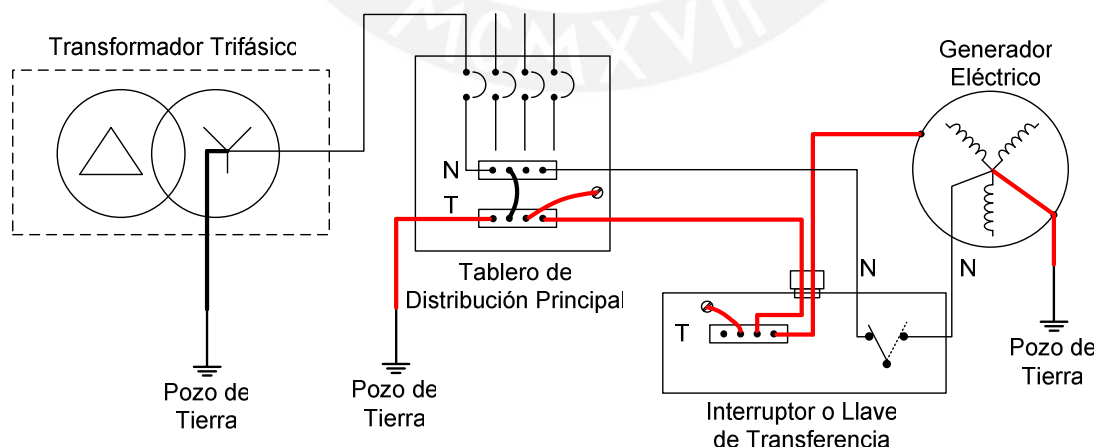 MCMXVII
Transformador Trifásico
Generador
Eléctrico
N
T
Tablero de
Distribución Principal
N
N
T
Pozo de
Tierra
Pozo de
Tierra
Pozo de
Tierra
Interruptor o Llave
de Transferencia